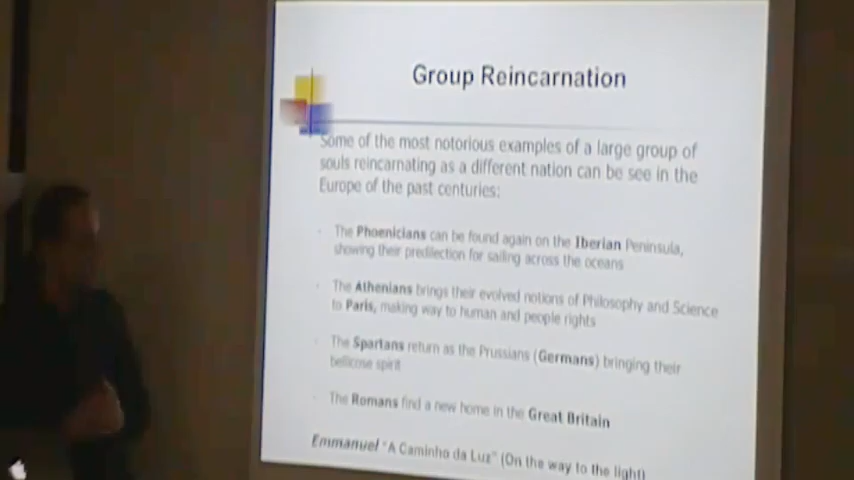 Group Reincarnation
Some of the most notorious examples of a large group of
souls reincarnating as a different nation can be see in the
Europe of the past centuries:
The Phoenicians can be found again on the Iberian Peninsula,
showing their predilection for sailing across the oceans
The Athenians brings their evolved notions of Philosophy and Science
to Paris, making way to human and people rights
The Spartans return as the Prussians (Germans) bringing their
bellicose spirit
The Romans find a new home in the Great Britain
Emmanuel "A Caminho da Luz" (On the way to the light)